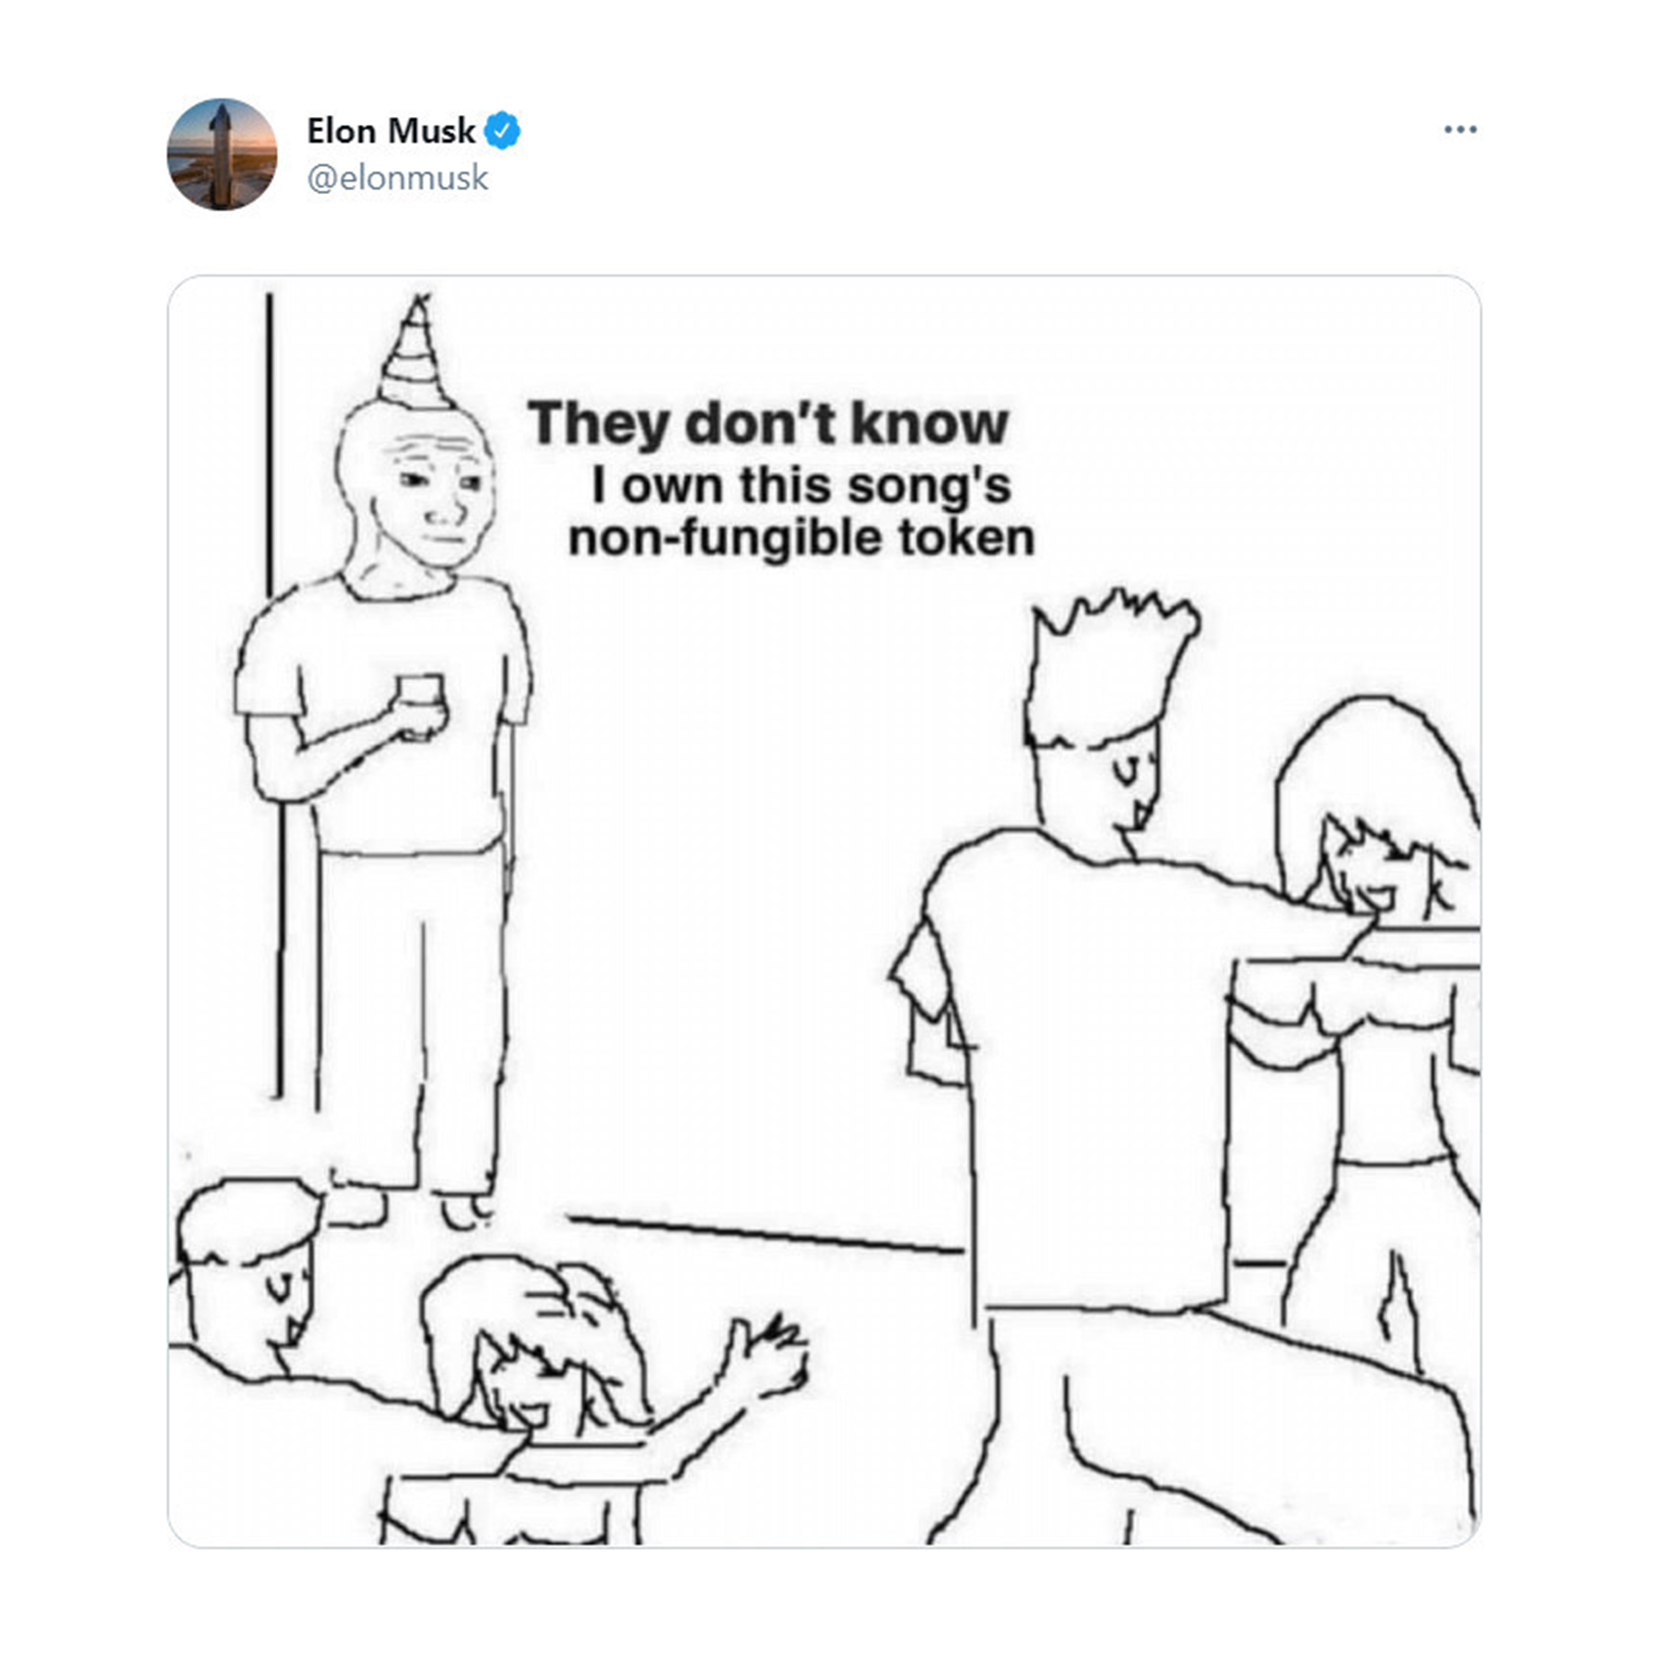 Elon Musk
@elonmusk
They don't know
I own this song's
non-fungible token